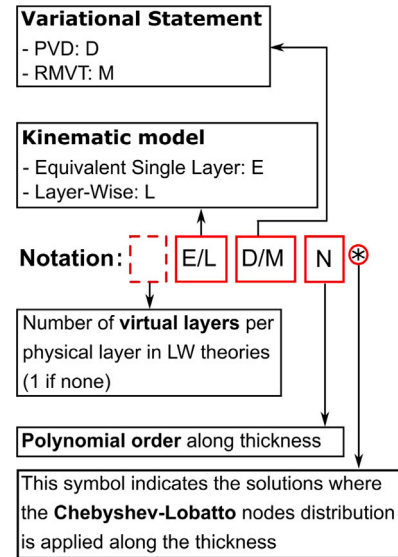 Variational Statement
- PVD: D
- RMVT: M
Kinematic model
- Equivalent Single Layer: E
- Layer-Wise: L
Notation: E/L D/M N *
Number of virtual layers per
physical layer in LW theories
(1 if none)
Polynomial order along thickness
This symbol indicates the solutions where
the Chebyshev-Lobatto nodes distribution
is applied along the thickness